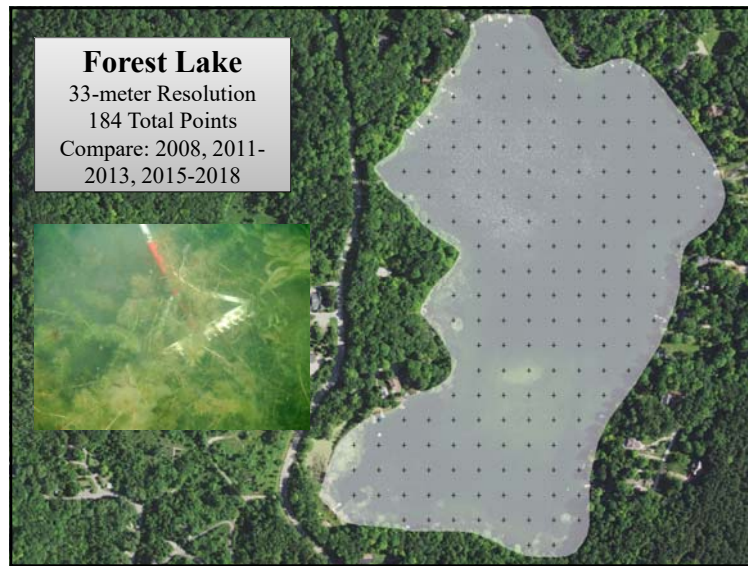 Forest Lake
33-meter Resolution
184 Total Points
Compare: 2008, 2011-
2013, 2015-2018